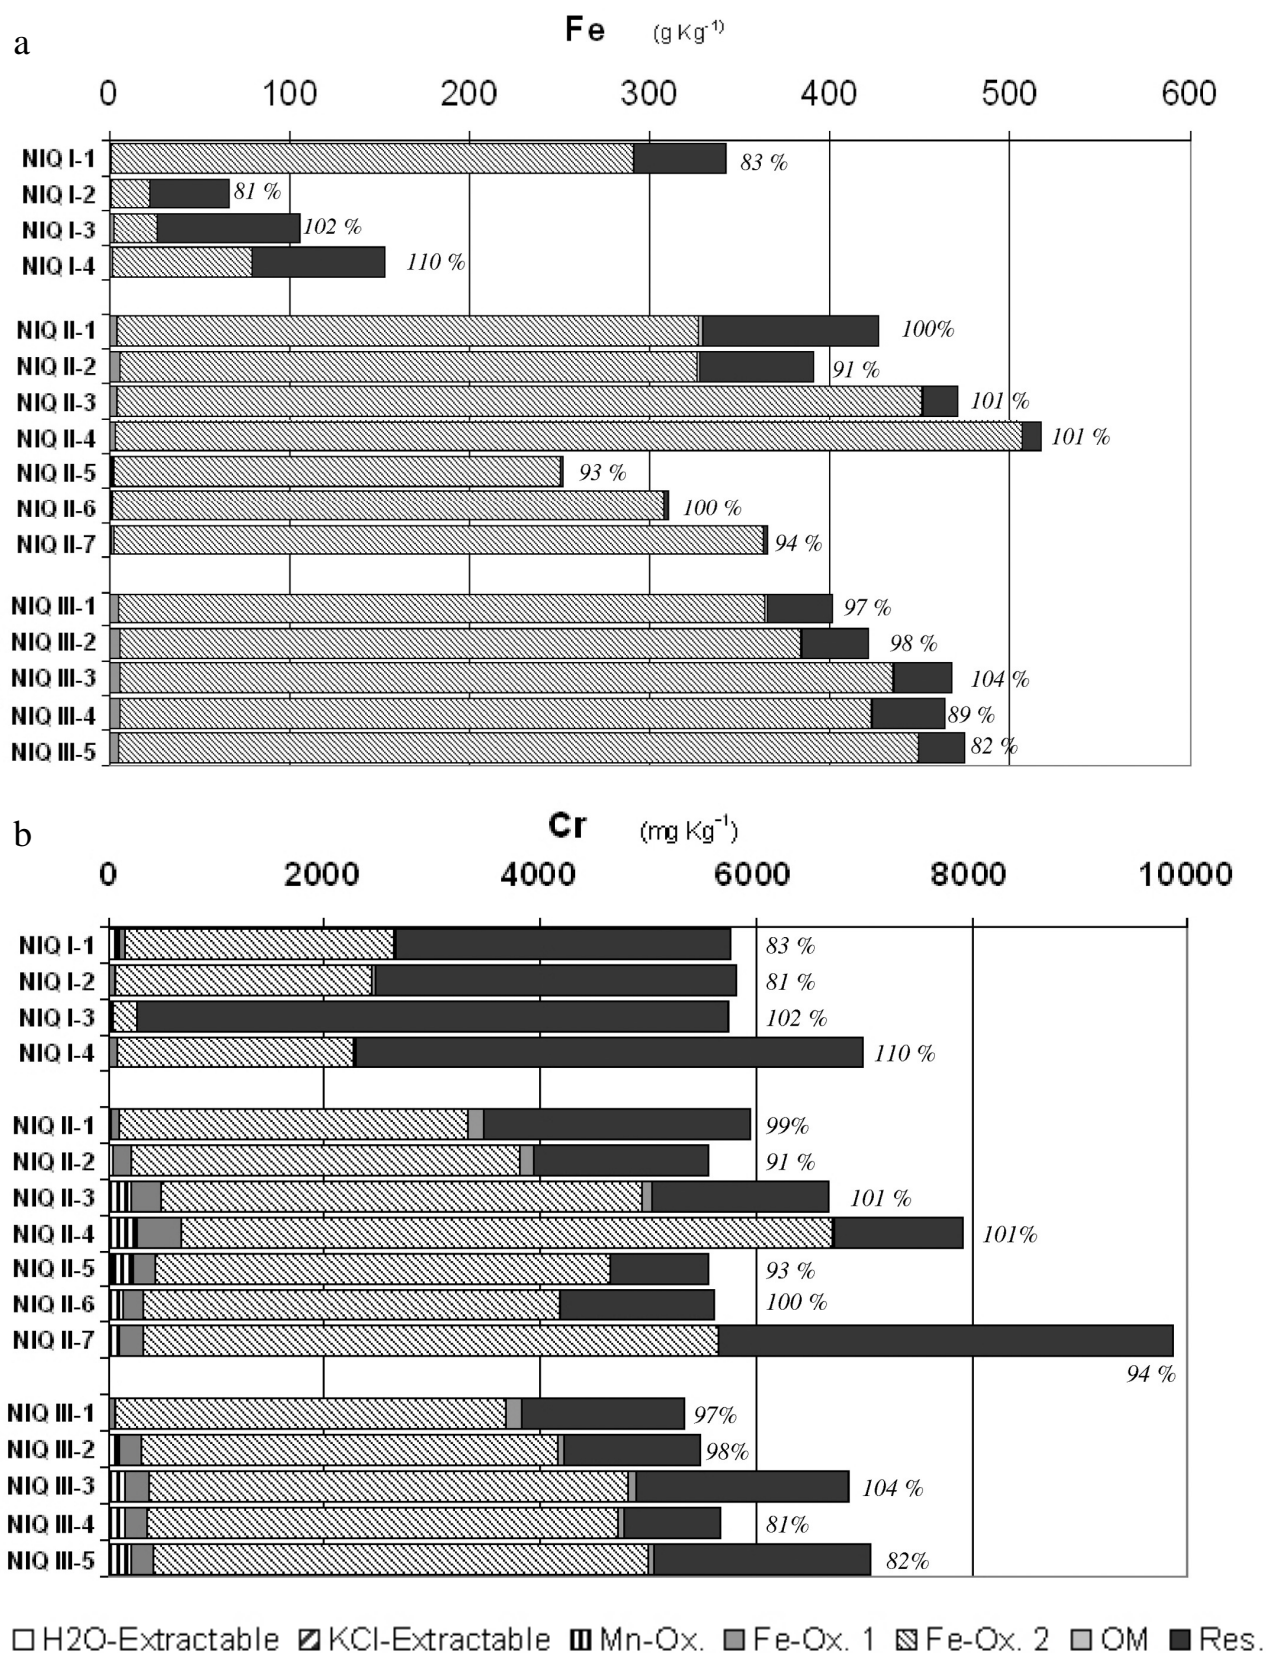 a
Fe (g Kg-1)
0 100 200 300 400 500 600
NIQ I-1 83 %
NIQ I-2 81 %
NIQ I-3 102 %
NIQ I-4 110 %
NIQ II-1 100%
NIQ II-2 91 %
NIQ II-3 101 %
NIQ II-4 101 %
NIQ II-5 93 %
NIQ II-6 100 %
NIQ II-7 94 %
NIQ III-1 97 %
NIQ III-2 98 %
NIQ III-3 104 %
NIQ III-4 89 %
NIQ III-5 82 %
b
Cr (mg Kg-1)
0 2000 4000 6000 8000 10000
NIQ I-1 83 %
NIQ I-2 81 %
NIQ I-3 102 %
NIQ I-4 110 %
NIQ II-1 99%
NIQ II-2 91 %
NIQ II-3 101 %
NIQ II-4 101%
NIQ II-5 93 %
NIQ II-6 100 %
NIQ II-7
94 %
NIQ III-1 97%
NIQ III-2 98%
NIQ III-3 104 %
NIQ III-4 81%
NIQ III-5 82%
H2O-Extractable KCl-Extractable Mn-Ox. Fe-Ox. 1 Fe-Ox. 2 OM Res.